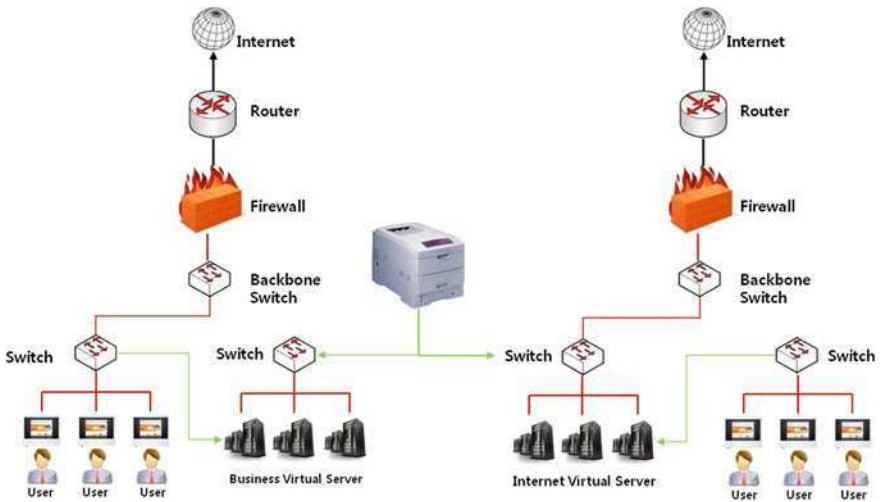 Internet
Internet
Router
Router
Firewall
Firewall
Backbone
Switch
Backbone
Switch
Switch
Switch
Switch
Switch
User
User
User
Business Virtual Server
Internet Virtual Server
User
User
User